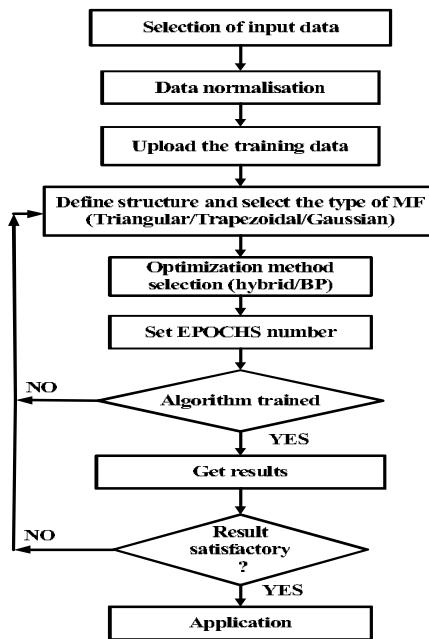 Selection of input data
Data normalisation
Upload the training data
Define structure and select the type of MF
(Triangular/Trapezoidal/Gaussian)
Optimization method
selection (hybrid/BP)
Set EPOCHS number
NO
Algorithm trained
YES
Get results
NO
Result
satisfactory
?
YES
Application